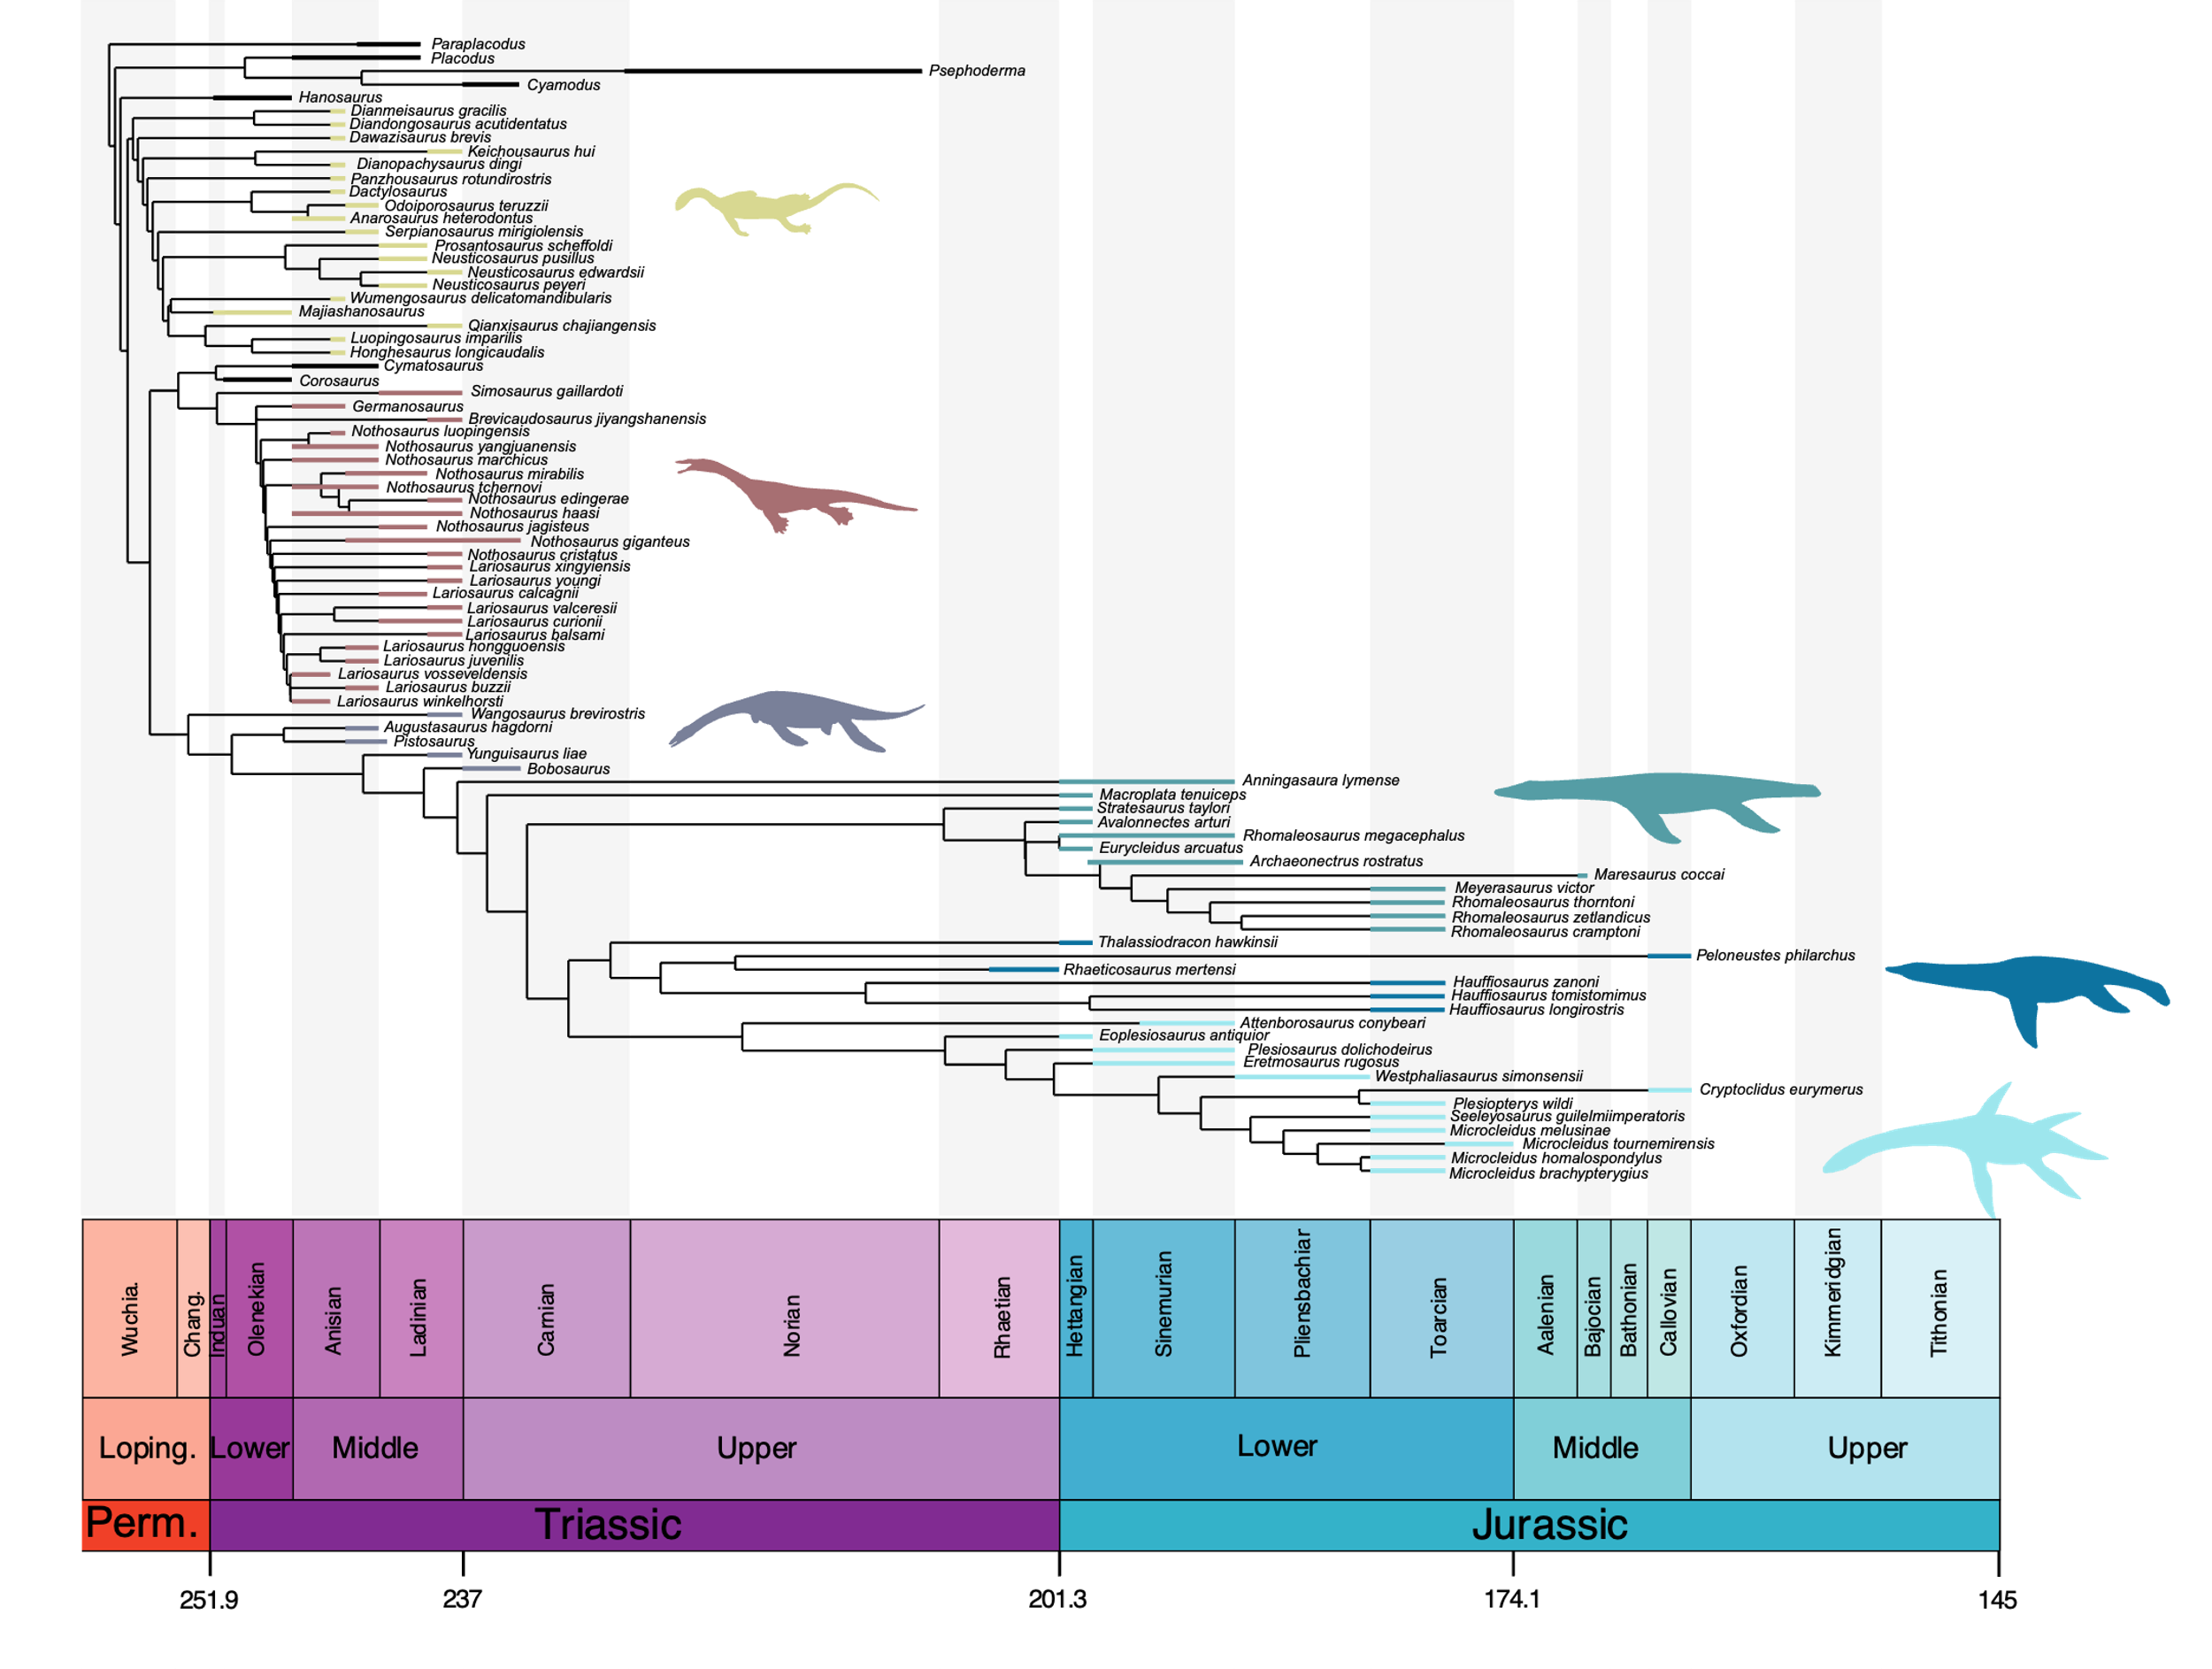 Paraplacodus
Placodus
Psephoderma
Cyamodus
Hanosaurus
Dianmeisaurus gracilis
Diandongosaurus acutidentatus
Dawazisaurus brevis
Keichousaurus hui
Dianopachysaurus dingi
Panzhousaurus rotundirostris
Dactylosaurus
Odoiporosaurus teruzzii
Anarosaurus heterodontus
Serpianosaurus mirigiolensis
Prosantosaurus scheffoldi
Neusticosaurus pusillus
Neusticosaurus edwardsii
Neusticosaurus peyeri
Wumengosaurus delicatomandibularis
Majiashanosaurus
Qianxisaurus chajiangensis
Luopingosaurus imparilis
Honghesaurus longicaudalis
Cymatosaurus
Corosaurus
Simosaurus gaillardoti
Germanosaurus
Brevicaudosaurus jiyangshanensis
Nothosaurus luopingensis
Nothosaurus yangjuanensis
Nothosaurus marchicus
Nothosaurus mirabilis
Nothosaurus tchernovi
Nothosaurus edingerae
Nothosaurus haasi
Nothosaurus jagisteus
Nothosaurus giganteus
Nothosaurus cristatus
Lariosaurus xingyiensis
Lariosaurus youngi
Lariosaurus calcagnii
Lariosaurus valceresii
Lariosaurus curionii
Lariosaurus balsami
Lariosaurus hongguoensis
Lariosaurus juvenilis
Lariosaurus vosseveldensis
Lariosaurus buzzii
Lariosaurus winkelhorsti
Wangosaurus brevirostris
Augustasaurus hagdorni
Pistosaurus
Yunguisaurus liae
Bobosaurus
Anningasaura lymense
Macroplata tenuiceps
Stratesaurus taylori
Avalonnectes arturi
Rhomaleosaurus megacephalus
Eurycleidus arcuatus
Archaeonectrus rostratus
Maresaurus coccai
Meyerasaurus victor
Rhomaleosaurus thorntoni
Rhomaleosaurus zetlandicus
Rhomaleosaurus cramptoni
Thalassiodracon hawkinsii
Peloneustes philarchus
Rhaeticosaurus mertensi
Hauffiosaurus zanoni
Hauffiosaurus tomistomimus
Hauffiosaurus longirostris
Attenborosaurus conybeari
Eoplesiosaurus antiquior
Plesiosaurus dolichodeirus
Eretmosaurus rugosus
Westphaliasaurus simonsensii
Cryptoclidus eurymerus
Plesiopterys wildi
Seeleyosaurus guilelmiimperatoris
Microcleidus melusinae
Microcleidus tournemirensis
Microcleidus homalospondylus
Microcleidus brachypterygius
Wuchia. Chang. Induan Olenekian Anisian Ladinian Carnian Norian Rhaetian Hettangian Sinemurian Pliensbachiar Toarcian Aalenian Bajocian Bathonian Callovian Oxfordian Kimmeridgian Tithonian
Loping. Lower Middle Upper Lower Middle Upper
Perm. Triassic Jurassic
251.9 237 201.3 174.1 145